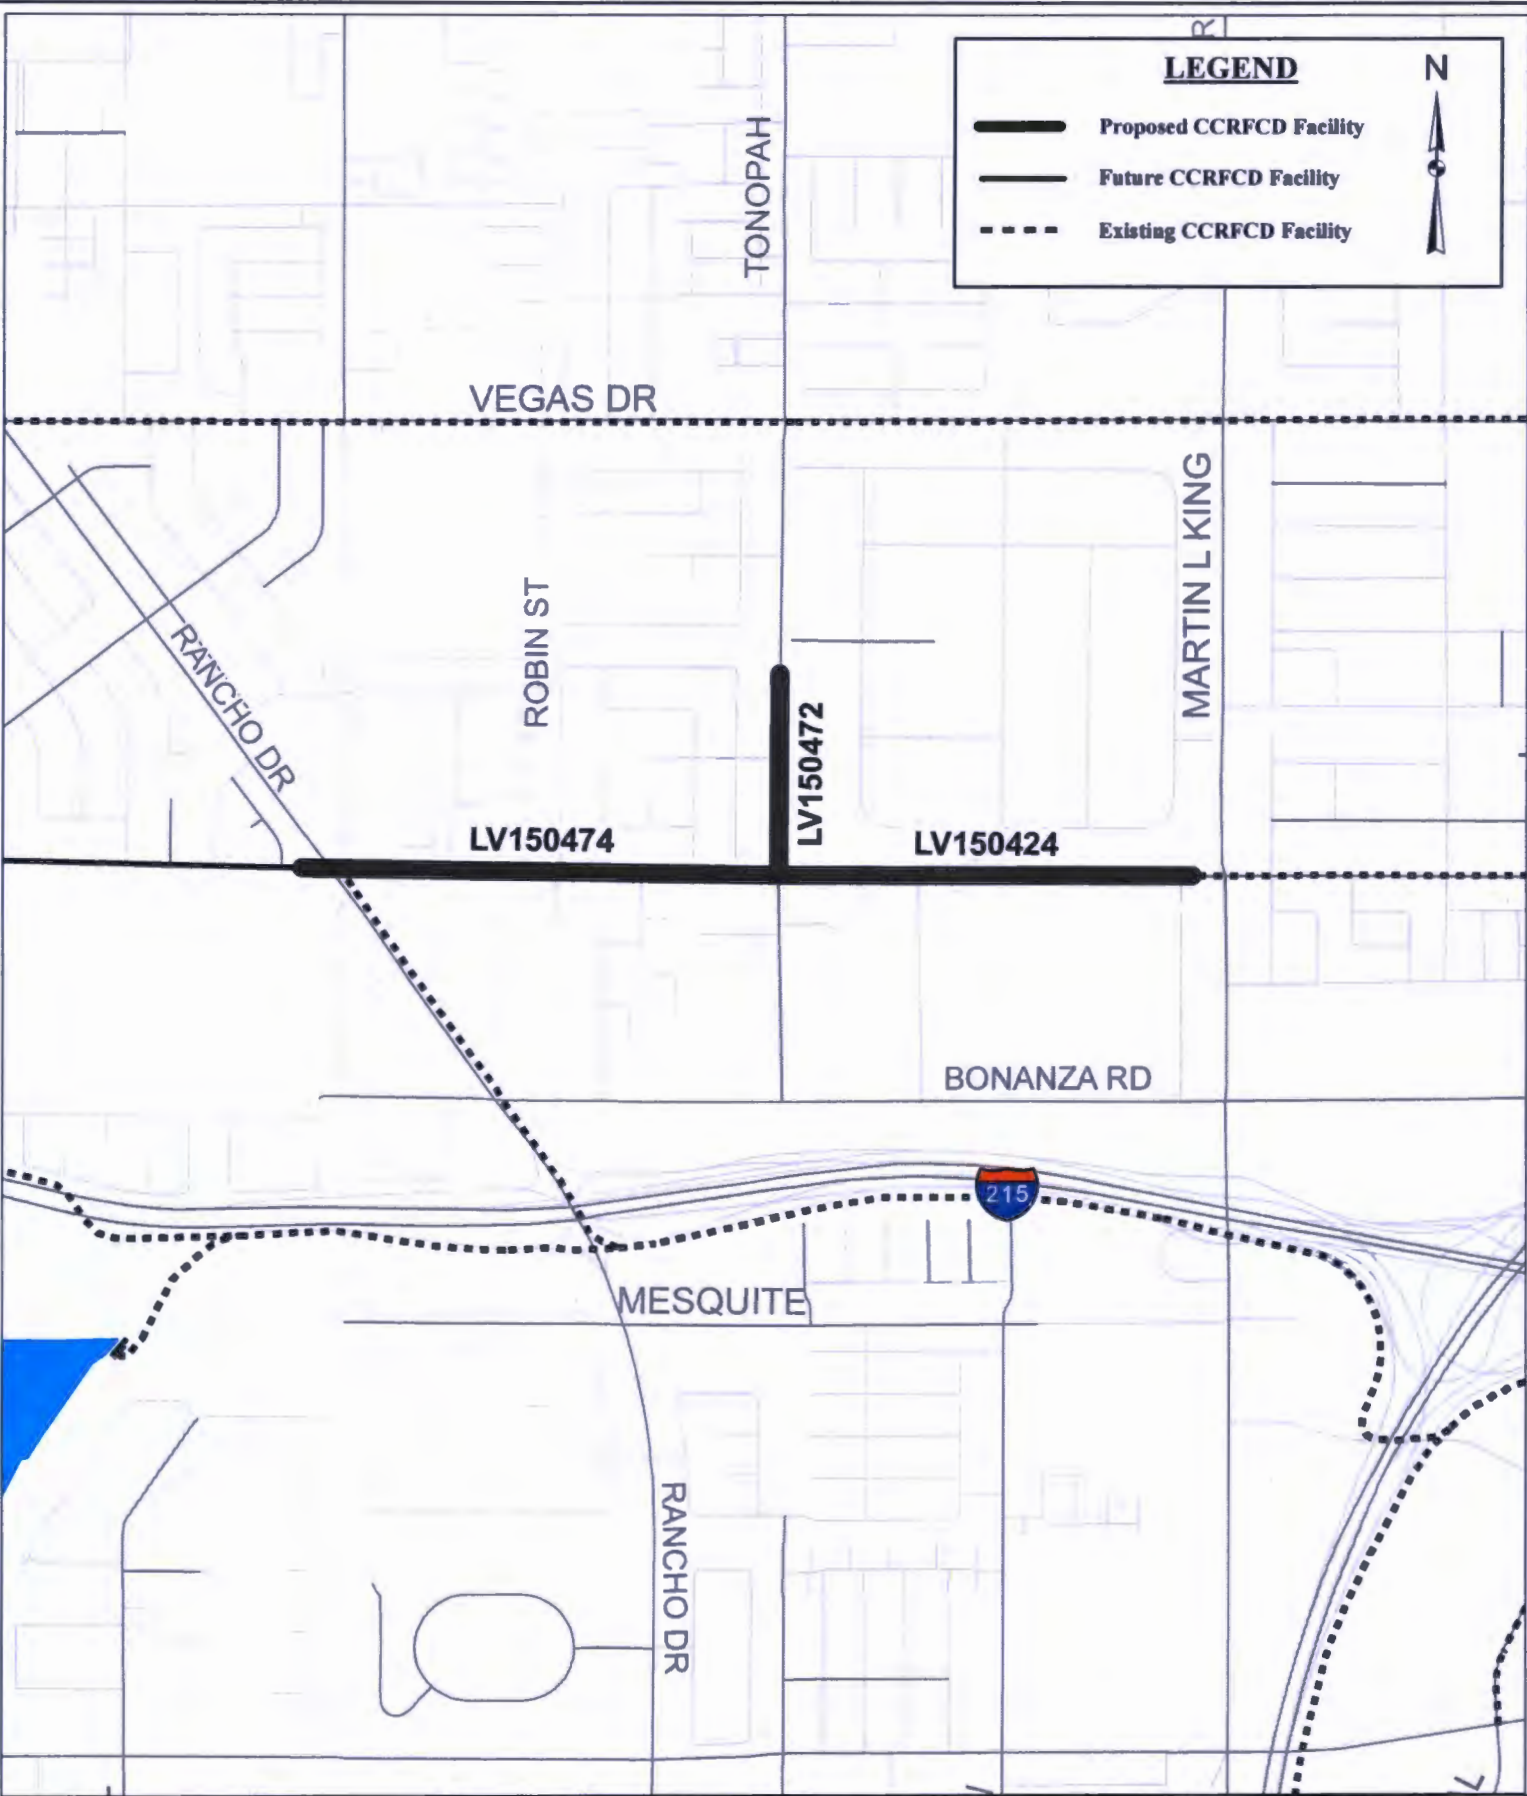 R
LEGEND
N
Proposed CCRFCD Facility
Future CCRFCD Facility
Existing CCRFCD Facility
TONOPAH
VEGAS DR
MARTIN L KING
ROBIN ST
RANCHO DR
LV150472
LV150474
LV150424
BONANZA RD
215
MESQUITE
RANCHO DR